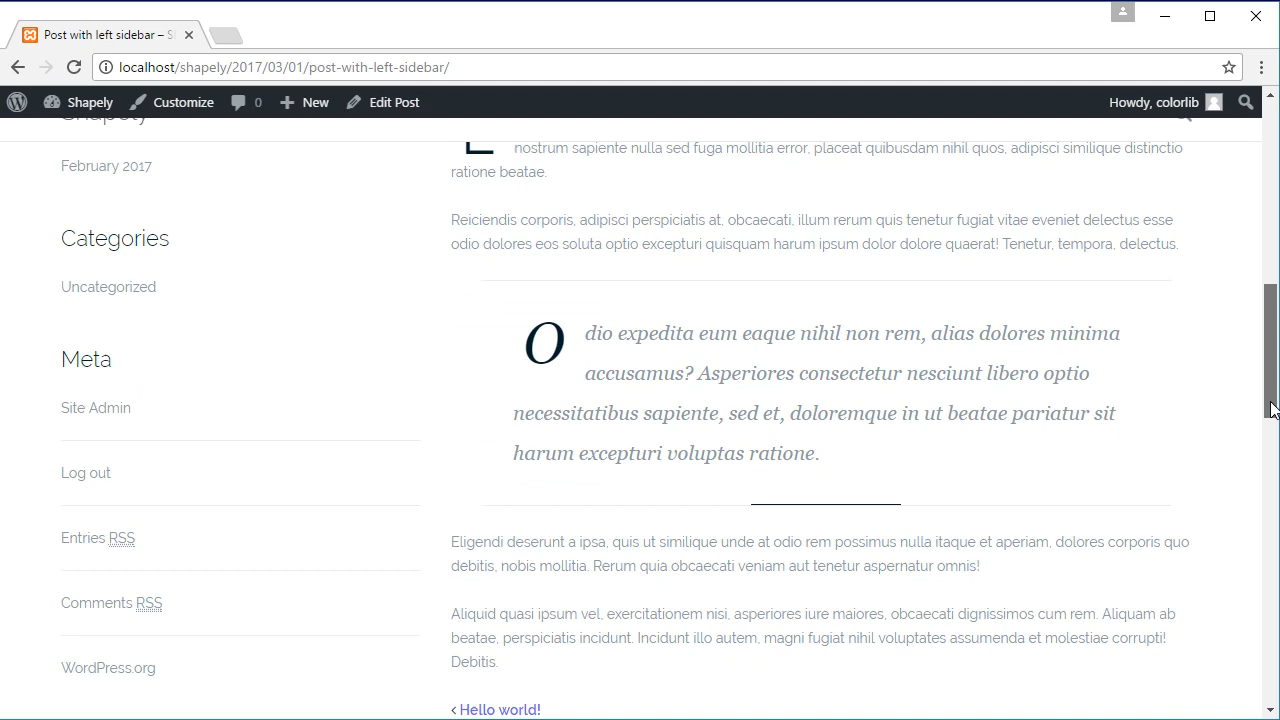 Post with left sidebar – S
localhost/shapely/2017/03/01/post-with-left-sidebar/
Shapely Customize 0 New Edit Post Howdy, colorlib
Shapely
February 2017
Categories
Uncategorized
Meta
Site Admin
Log out
Entries RSS
Comments RSS
WordPress.org
E nostrum sapiente nulla sed fuga mollitia error, placeat quibusdam nihil quos, adipisci similique distinctio
ratione beatae.
Reiciendis corporis, adipisci perspiciatis at, obcaecati, illum rerum quis tenetur fugiat vitae eveniet delectus esse
odio dolores eos soluta optio excepturi quisquam harum ipsum dolor dolore quaerat! Tenetur, tempora, delectus.
Odio expedita eum eaque nihil non rem, alias dolores minima
accusamus? Asperiores consectetur nesciunt libero optio
necessitatibus sapiente, sed et, doloremque in ut beatae pariatur sit
harum excepturi voluptas ratione.
Eligendi deserunt a ipsa, quis ut similique unde at odio rem possimus nulla itaque et aperiam, dolores corporis quo
debitis, nobis mollitia. Rerum quia obcaecati veniam aut tenetur aspernatur omnis!
Aliquid quasi ipsum vel, exercitationem nisi, asperiores iure maiores, obcaecati dignissimos cum rem. Aliquam ab
beatae, perspiciatis incidunt. Incidunt illo autem, magni fugiat nihil voluptates assumenda et molestiae corrupti!
Debitis.
‹ Hello world!